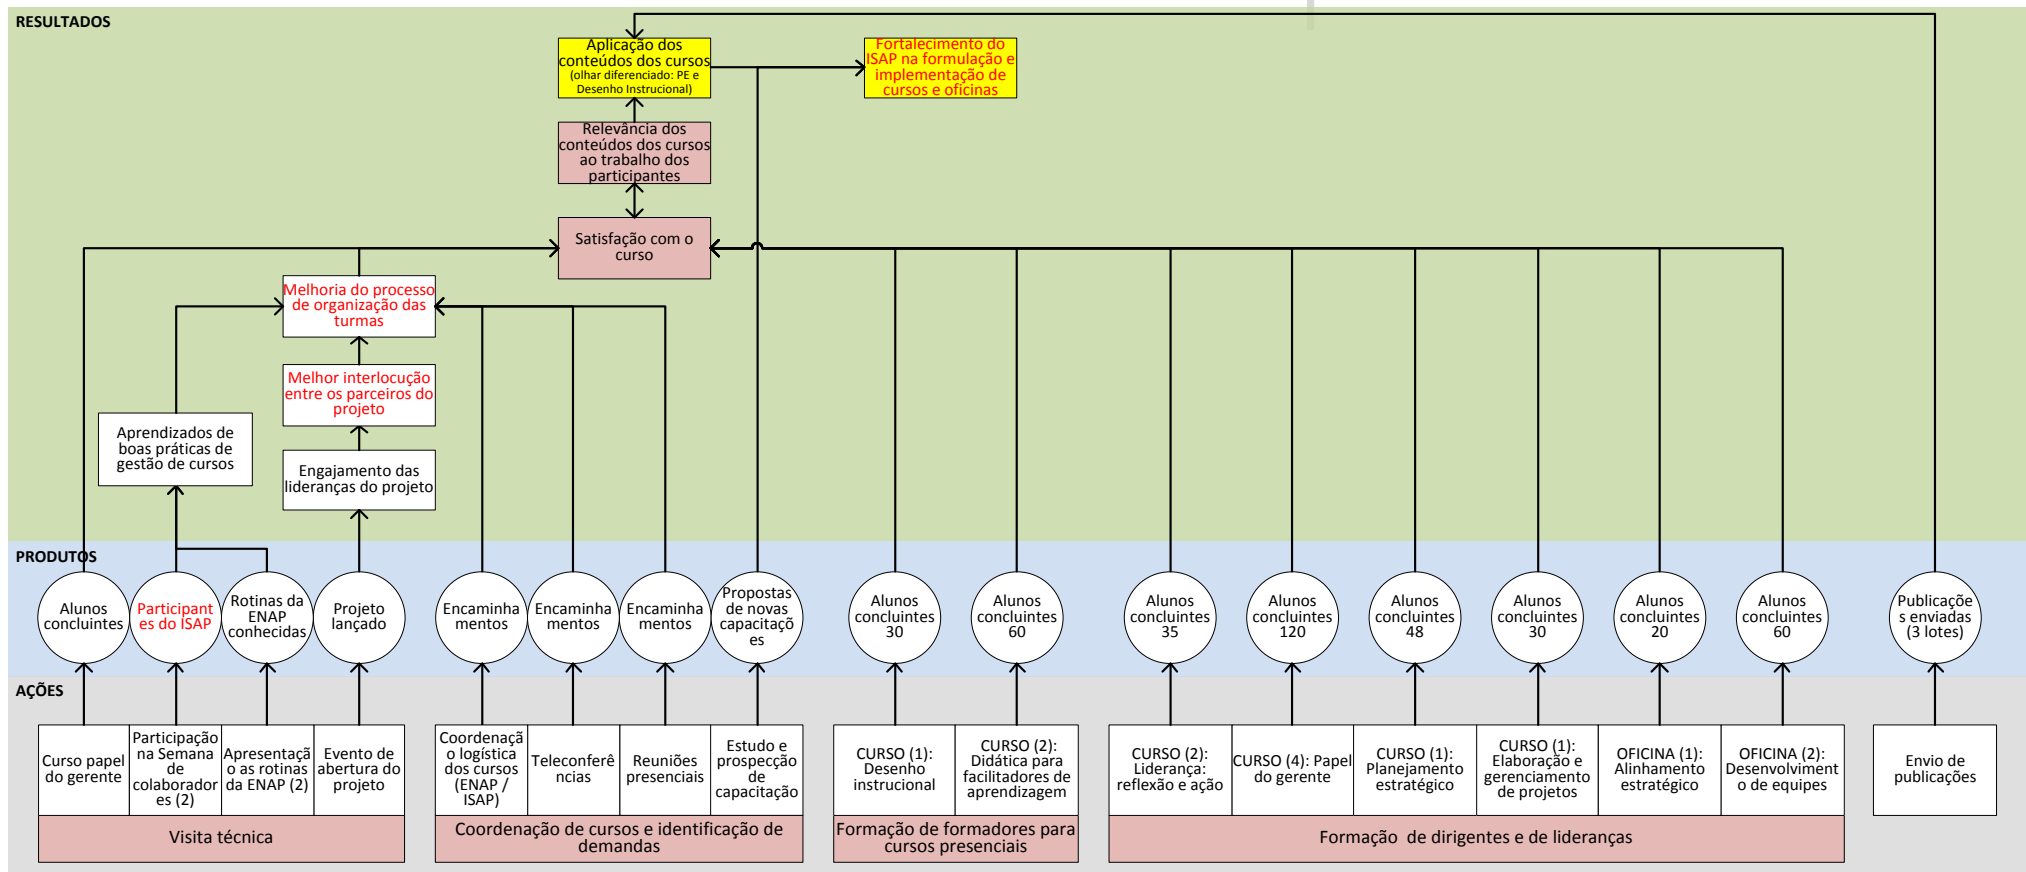 RESULTADOS
Aplicação dos
conteúdos dos cursos
(olhar diferenciado: PE e
Desenho Instrucional)
Fortalecimento do
ISAP na formulação e
implementação de
cursos e oficinas
Relevância dos
conteúdos dos cursos
ao trabalho dos
participantes
Satisfação com o
curso
Melhoria do processo
de organização das
turmas
Melhor interlocução
entre os parceiros do
projeto
Aprendizados de
boas práticas de
gestão de cursos
Engajamento das
lideranças do projeto
PRODUTOS
Alunos
concluintes
Participant
es do ISAP
Rotinas da
ENAP
conhecidas
Projeto
lançado
Encaminha
mentos
Encaminha
mentos
Encaminha
mentos
Propostas
de novas
capacitaçõ
es
Alunos
concluintes
30
Alunos
concluintes
60
Alunos
concluintes
35
Alunos
concluintes
120
Alunos
concluintes
48
Alunos
concluintes
30
Alunos
concluintes
20
Alunos
concluintes
60
Publicaçõe
s enviadas
(3 lotes)
AÇÕES
Curso papel
do gerente
Participação
na Semana
de
colaborador
es (2)
Apresentaçã
o as rotinas
da ENAP (2)
Evento de
abertura do
projeto
Coordenaçã
o logística
dos cursos
(ENAP /
ISAP)
Teleconferê
ncias
Reuniões
presenciais
Estudo e
prospecção
de
capacitação
CURSO (1):
Desenho
instrucional
CURSO (2):
Didática para
facilitadores de
aprendizagem
CURSO (2):
Liderança:
reflexão e ação
CURSO (4): Papel
do gerente
CURSO (1):
Planejamento
estratégico
CURSO (1):
Elaboração e
gerenciamento
de projetos
OFICINA (1):
Alinhamento
estratégico
OFICINA (2):
Desenvolviment
o de equipes
Envio de
publicações
Visita técnica
Coordenação de cursos e identificação de
demandas
Formação de formadores para
cursos presenciais
Formação de dirigentes e de lideranças